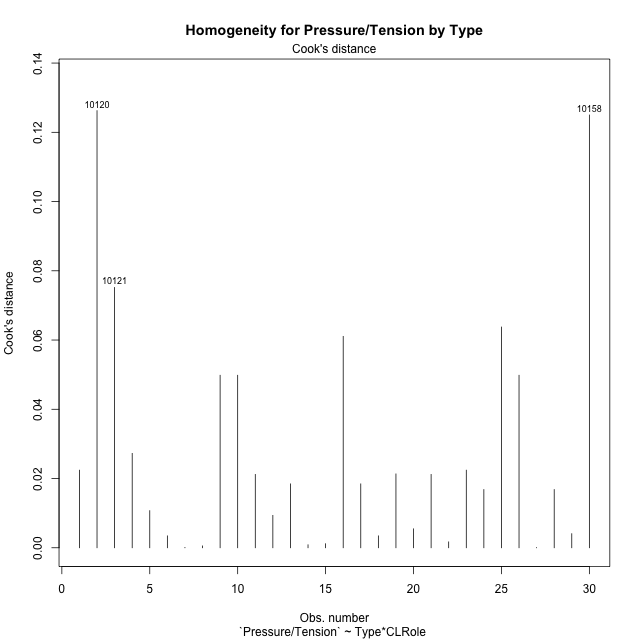 Homogeneity for Pressure/Tension by Type
Cook's distance
0.14
0.12
0.10
0.08
0.06
0.04
0.02
0.00
Cook's distance
10120
10121
10158
0 5 10 15 20 25 30
Obs. number
`Pressure/Tension` ~ Type*CLRole